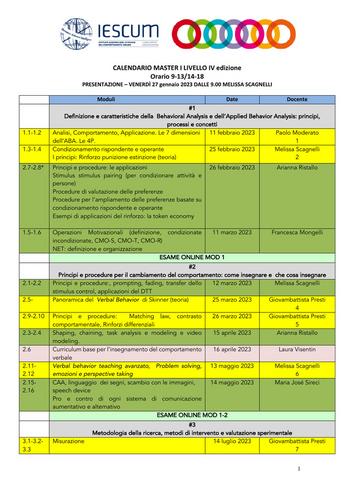 IESCUM
CALENDARIO MASTER I LIVELLO IV edizione
Orario 9-13/14-18
PRESENTAZIONE – VENERDÌ 27 gennaio 2023 DALLE 9.00 MELISSA SCAGNELLI
Moduli Date Docente
#1
Definizione e caratteristiche della Behavioral Analysis e dell'Applied Behavior Analysis: principi,
processi e concetti
1.1-1.2 Analisi, Comportamento, Applicazione. Le 7 dimensioni 11 febbraio 2023 Paolo Moderato
dell'ABA. Le 4P. 1
1.3-1.4 Condizionamento rispondente e operante 25 febbraio 2023 Melissa Scagnelli
I principi: Rinforzo punizione estinzione (teoria) 2
2.7-2.8* Principi e procedure: le applicazioni 26 febbraio 2023 Arianna Ristallo
Stimulus stimulus pairing (per condizionare attività e
persone)
Procedure di valutazione delle preferenze
Procedure per l'ampliamento delle preferenze basate su
condizionamento rispondente e operante
Esempi di applicazioni del rinforzo: la token economy
1.5-1.6 Operazioni Motivazionali (definizione, condizionate 11 marzo 2023 Francesca Mongelli
incondizionate, CMO-S, CMO-T, CMO-R)
NET: definizione e organizzazione
ESAME ONLINE MOD 1
#2
Principi e procedure per il cambiamento del comportamento: come insegnare e che cosa insegnare
2.1-2.2 Principi e procedure:, prompting, fading, transfer dello 12 marzo 2023 Melissa Scagnelli
stimulus control, applicazioni del DTT
2.5- Panoramica del Verbal Behavior di Skinner (teoria) 25 marzo 2023 Giovambattista Presti
4
2.9-2.10 Principi e procedure: Matching law, contrasto 26 marzo 2023 Giovambattista Presti
comportamentale, Rinforzi differenziali 5
2.3-2.4 Shaping, chaining, task analysis e modeling e video 15 aprile 2023 Arianna Ristallo
modeling.
2.6 Curriculum base per l'insegnamento del comportamento 16 aprile 2023 Laura Visentin
verbale
2.11- Verbal behavior teaching avanzato, Problem solving, 13 maggio 2023 Melissa Scagnelli
2.12 emozioni e perspective taking 6
2.15- CAA, linguaggio dei segni, scambio con le immagini, 14 maggio 2023 Maria José Sireci
2.16 speech device
Pro e contro di ogni sistema di comunicazione
aumentativo e alternativo
ESAME ONLINE MOD 1-2
#3
Metodologia della ricerca, metodi di intervento e valutazione sperimentale
3.1-3.2- Misurazione 14 luglio 2023 Giovambattista Presti
3.3 7
1